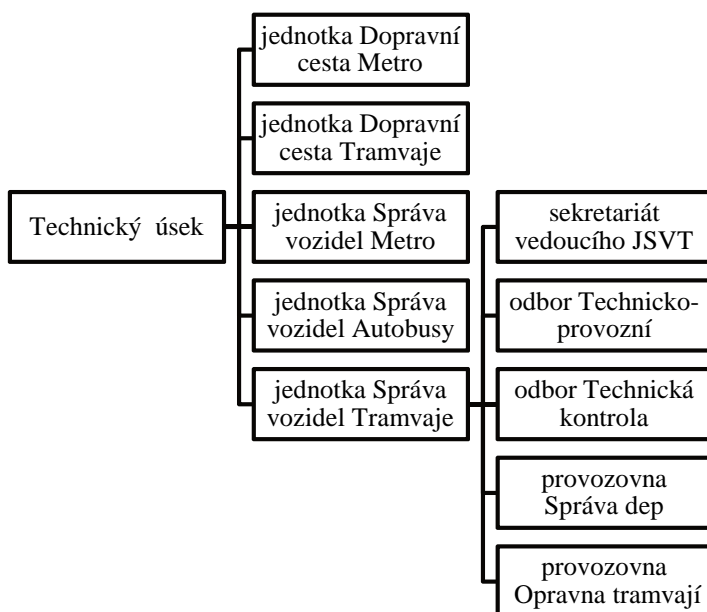 jednotka Dopravní
cesta Metro
jednotka Dopravní
cesta Tramvaje
Technický úsek
jednotka Správa
vozidel Metro
jednotka Správa
vozidel Autobusy
jednotka Správa
vozidel Tramvaje
sekretariát
vedoucího JSVT
odbor Technicko-
provozní
odbor Technická
kontrola
provozovna
Správa dep
provozovna
Opravna tramvají